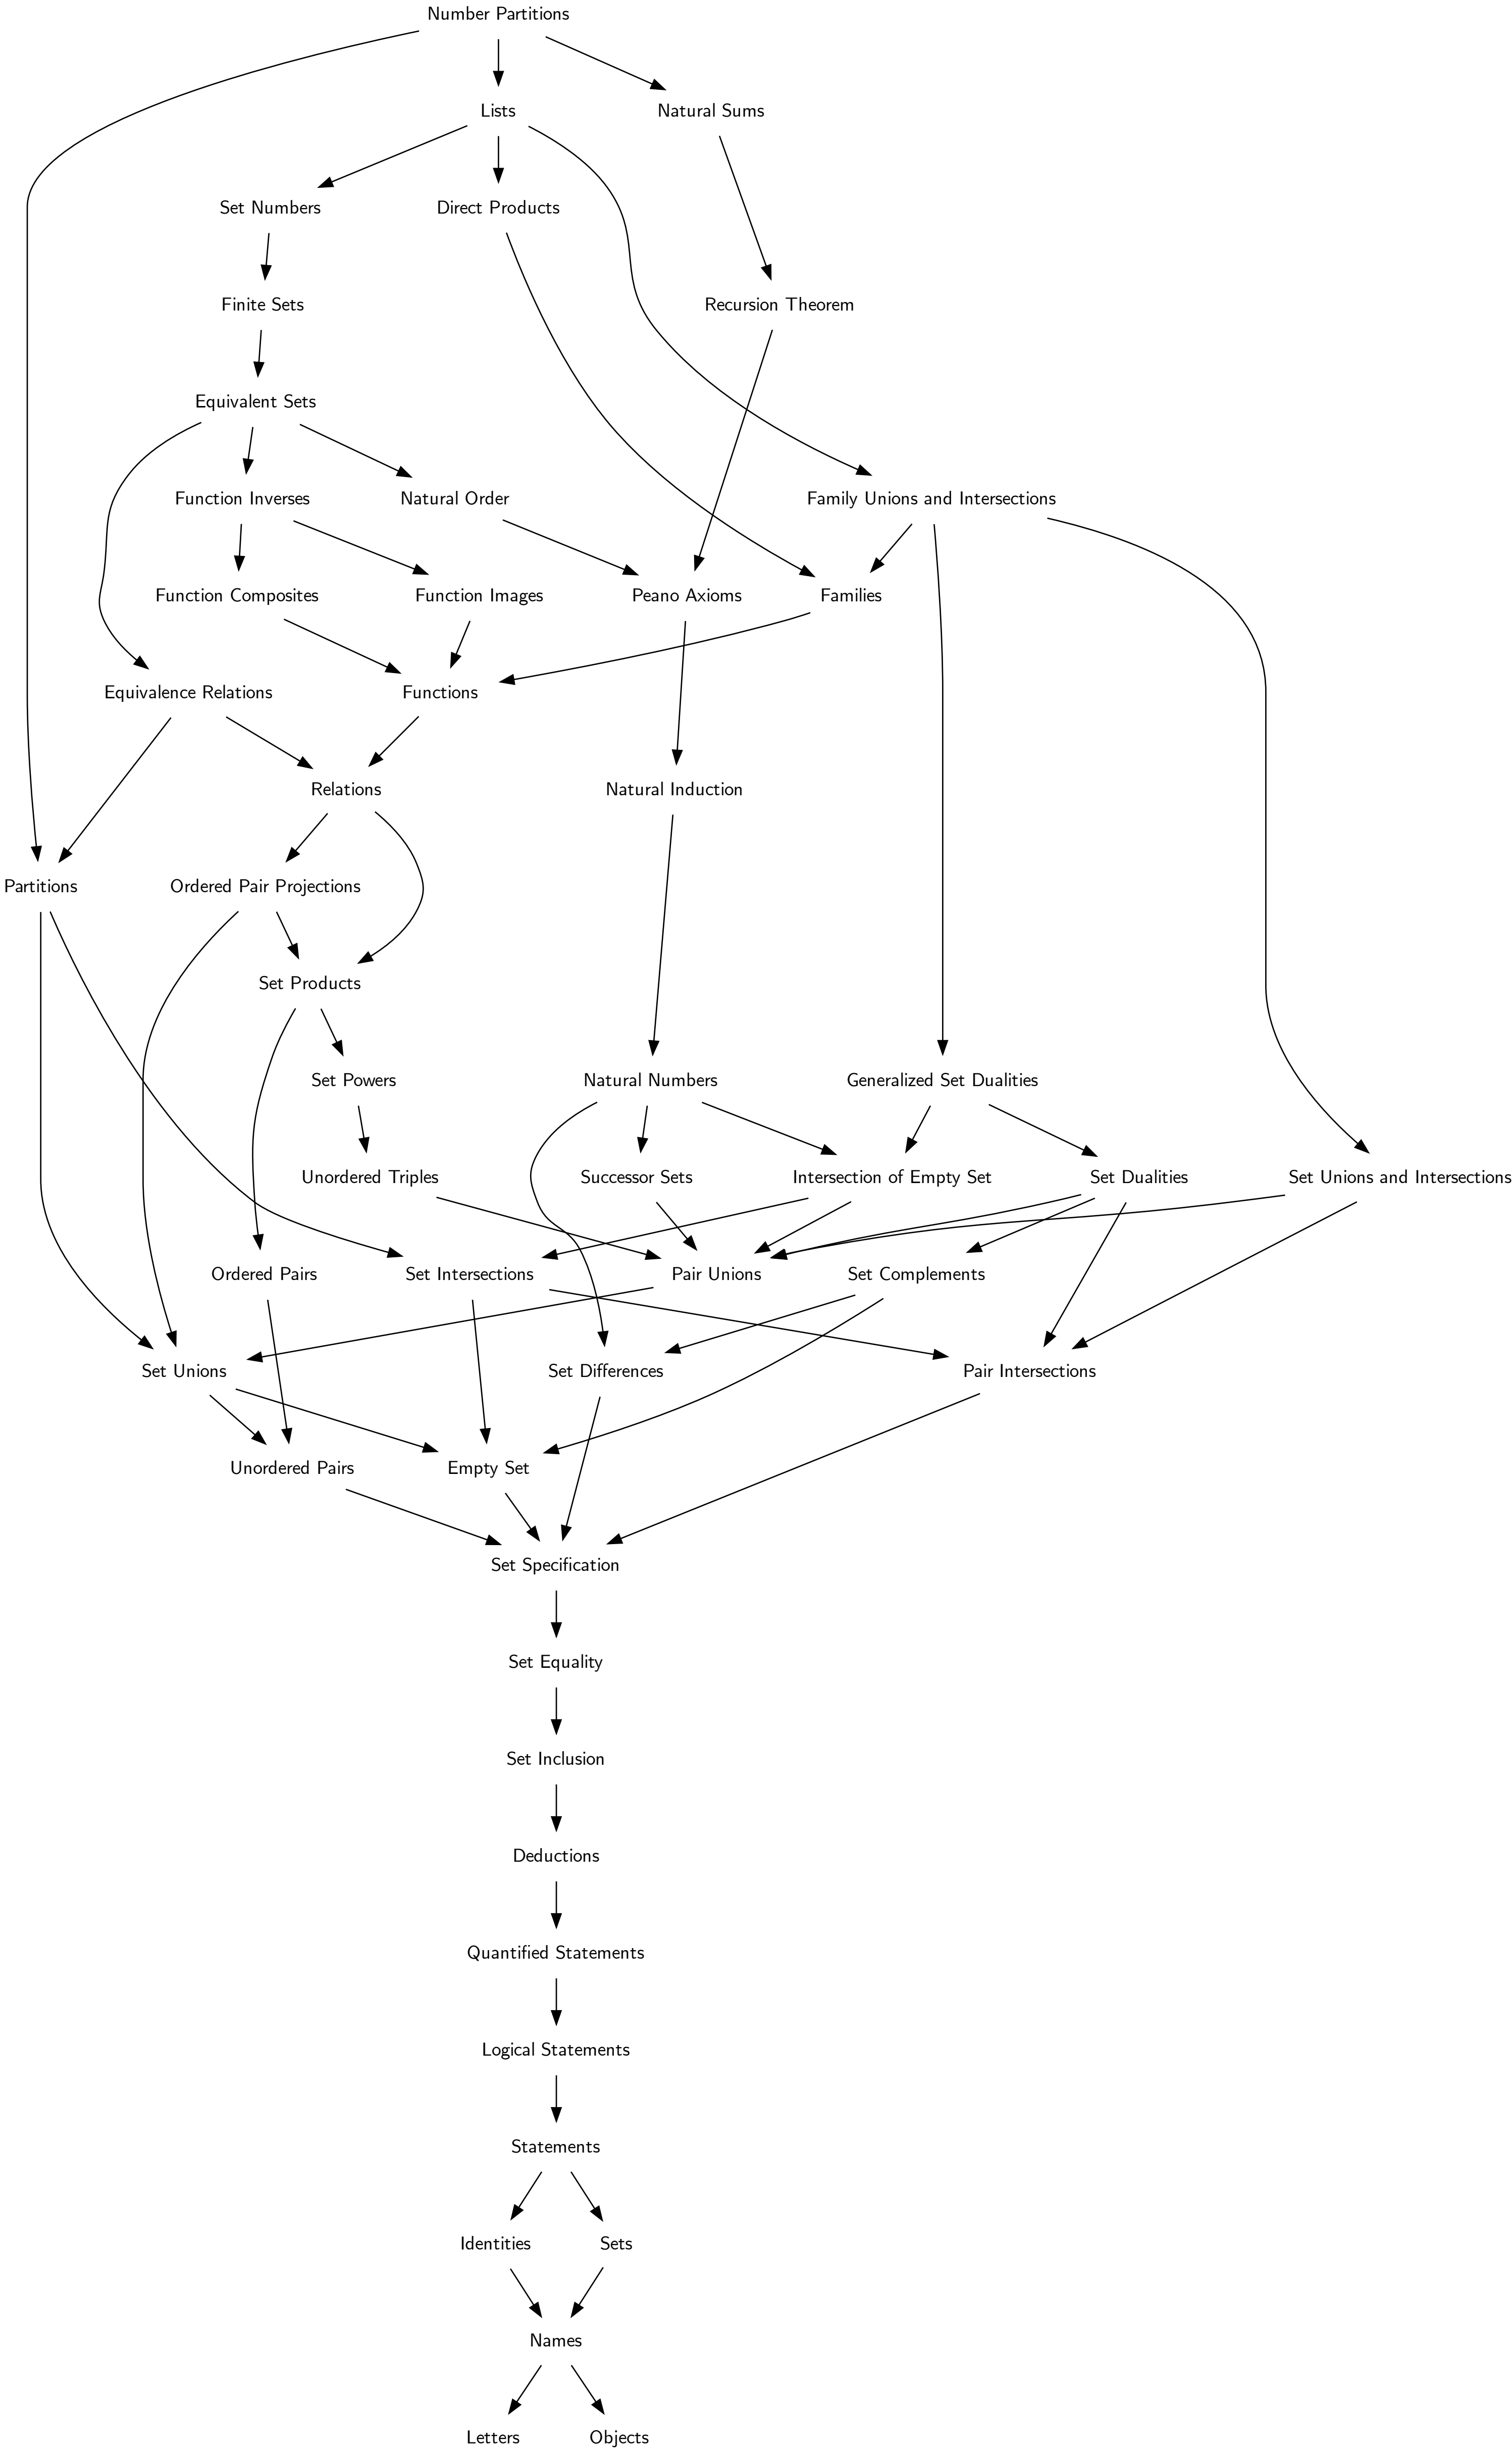 Number Partitions
Lists
Natural Sums
Set Numbers
Direct Products
Finite Sets
Recursion Theorem
Equivalent Sets
Function Inverses
Natural Order
Family Unions and Intersections
Function Composites
Function Images
Peano Axioms
Families
Equivalence Relations
Functions
Relations
Natural Induction
Partitions
Ordered Pair Projections
Set Products
Set Powers
Natural Numbers
Generalized Set Dualities
Unordered Triples
Successor Sets
Intersection of Empty Set
Set Dualities
Set Unions and Intersections
Ordered Pairs
Set Intersections
Pair Unions
Set Complements
Set Unions
Set Differences
Pair Intersections
Unordered Pairs
Empty Set
Set Specification
Set Equality
Set Inclusion
Deductions
Quantified Statements
Logical Statements
Statements
Identities
Sets
Names
Letters
Objects